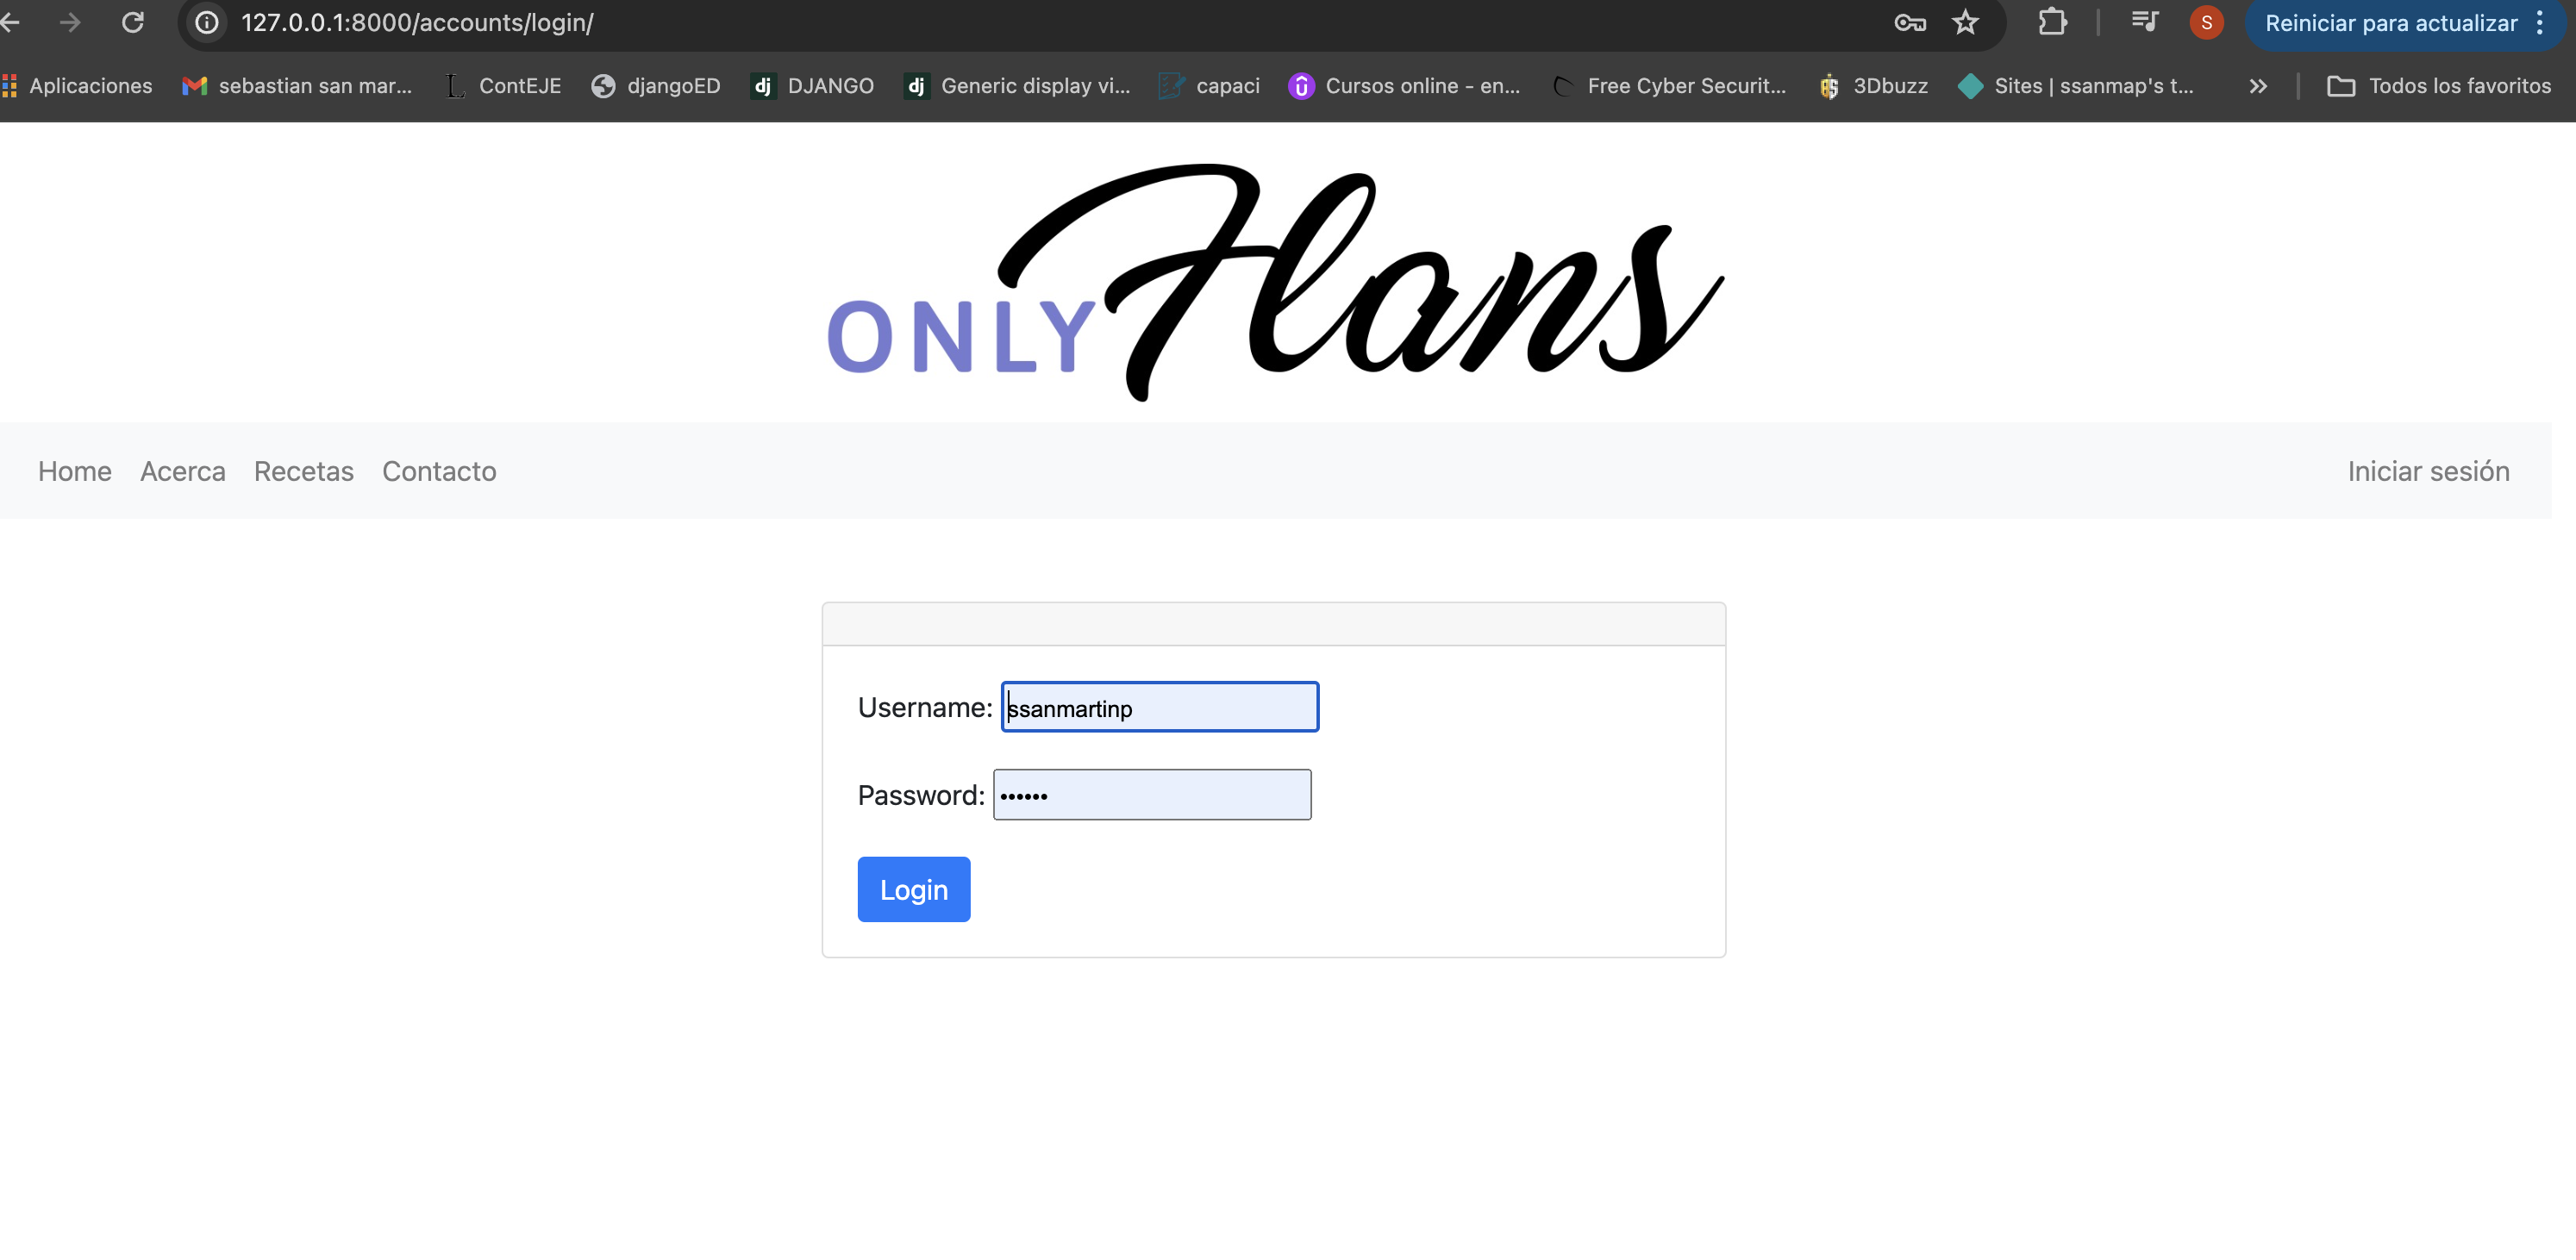 127.0.0.1:8000/accounts/login/
S
Reiniciar para actualizar
Aplicaciones
sebastian san mar...
L
ContEJE
djangoED
dj
DJANGO
dj
Generic display vi...
capaci
Cursos online - en...
Free Cyber Securit...
3Dbuzz
Sites | ssanmap's t...
Todos los favoritos
ONLY Flans
Home
Acerca
Recetas
Contacto
Iniciar sesión
Username: ssanmartinp
Password: ••••••
Login